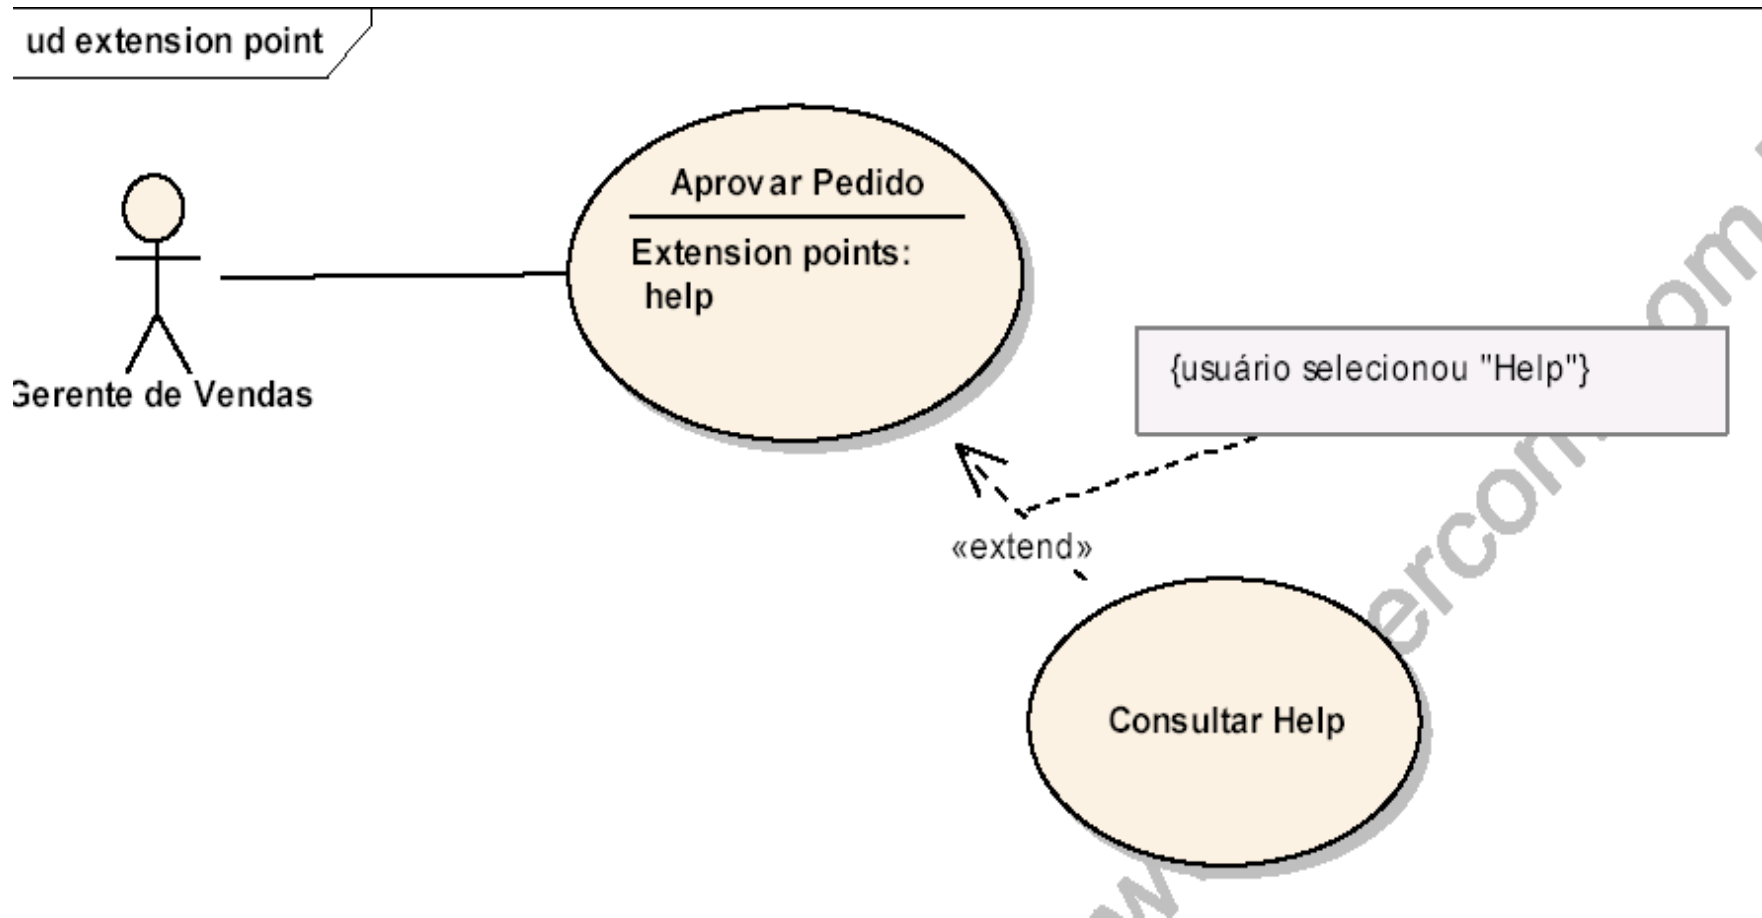 ud extension point
Aprovar Pedido
Extension points:
help
Gerente de Vendas
{usuário selecionou "Help"}
«extend»
Consultar Help